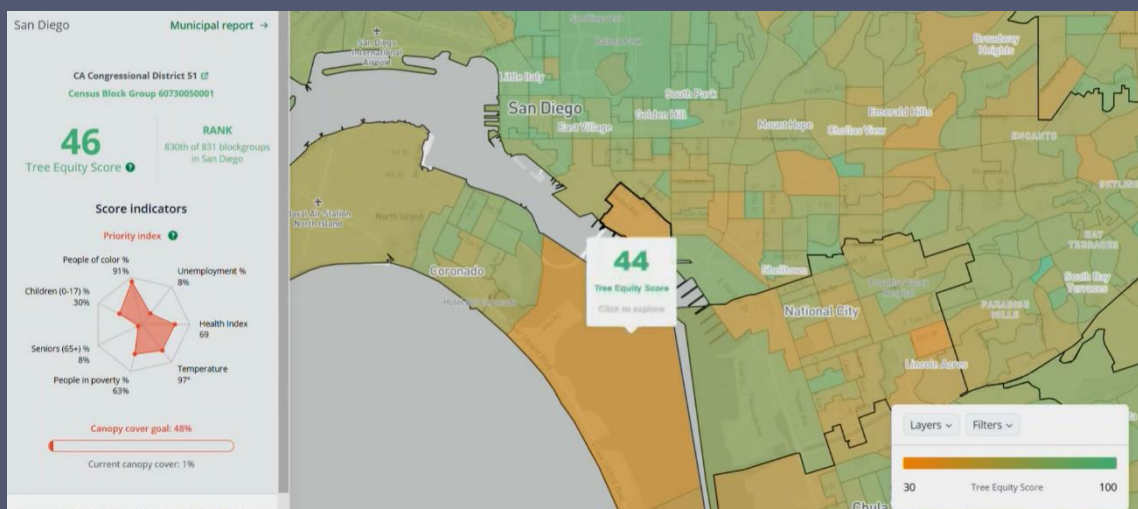 San Diego
Municipal report →
CA Congressional District 51
Census Block Group 60730050001
46
Tree Equity Score
RANK
830th of 831 blockgroups
in San Diego
Score indicators
Priority index
People of color %
91%
Unemployment %
8%
Children (0-17) %
30%
Health Index
69
Seniors (65+) %
8%
Temperature
97°
People in poverty %
63%
Canopy cover goal: 48%
Current canopy cover: 1%
San Diego
International
Airport
Balboa Park
Broadway
Heights
Little Italy
San Diego
South Park
East Village
Golden Hill
Emerald Hills
Mount Hope
Chollas View
ENCANTO
SKYLINE
Naval Air Station
North Island
North Island
44
Tree Equity Score
Click to explore
Coronado
Shelltown
BAY
TERRACES
South Bay
Terraces
National City
PARADISE
HILLS
Lincoln Acres
Layers
Filters
30
Tree Equity Score
100
Chula